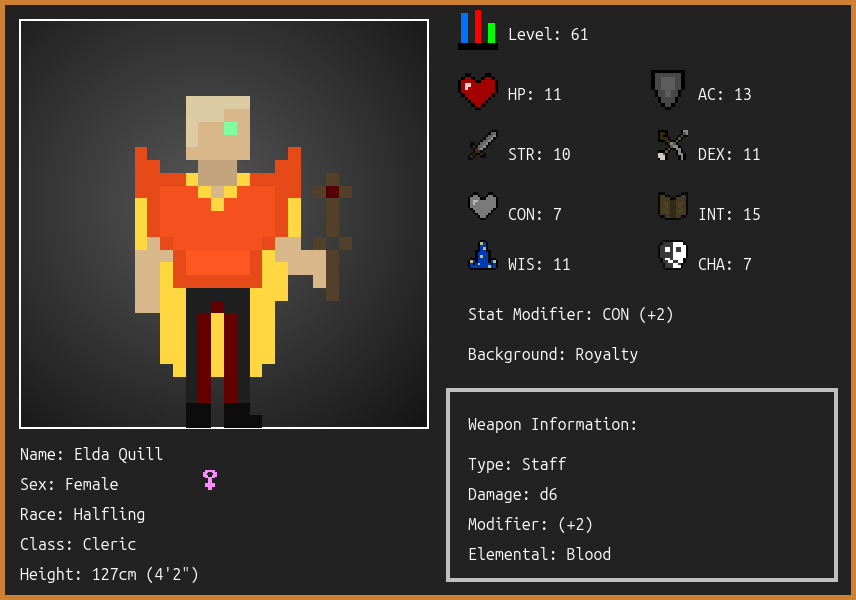 Level: 61
HP: 11
AC: 13
STR: 10
DEX: 11
CON: 7
INT: 15
WIS: 11
CHA: 7
Stat Modifier: CON (+2)
Background: Royalty
Weapon Information:
Type: Staff
Damage: d6
Modifier: (+2)
Elemental: Blood
Name: Elda Quill
Sex: Female
Race: Halfling
Class: Cleric
Height: 127cm (4'2")